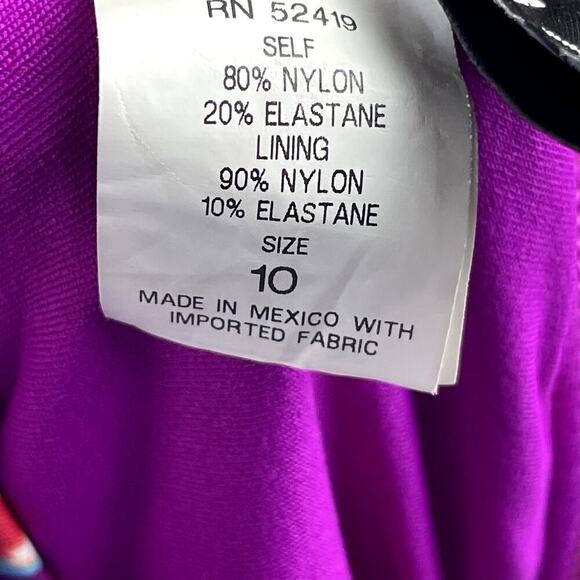 RN 52419
SELF
80% NYLON
20% ELASTANE
LINING
90% NYLON
10% ELASTANE
SIZE
10
MADE IN MEXICO WITH
IMPORTED FABRIC